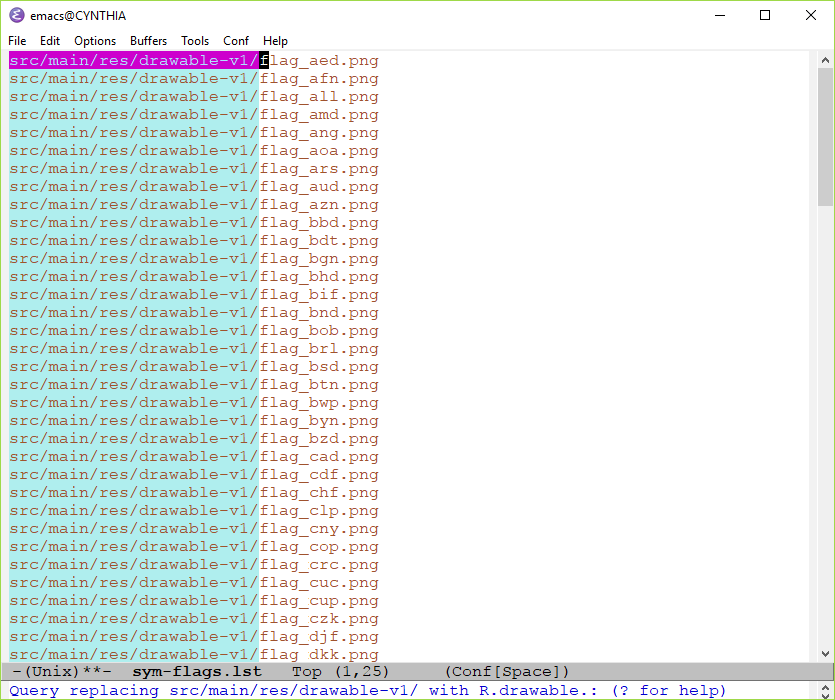 emacs@CYNTHIA
File Edit Options Buffers Tools Conf Help
src/main/res/drawable-v1/flag_aed.png
src/main/res/drawable-v1/flag_afn.png
src/main/res/drawable-v1/flag_all.png
src/main/res/drawable-v1/flag_amd.png
src/main/res/drawable-v1/flag_ang.png
src/main/res/drawable-v1/flag_aoa.png
src/main/res/drawable-v1/flag_ars.png
src/main/res/drawable-v1/flag_aud.png
src/main/res/drawable-v1/flag_azn.png
src/main/res/drawable-v1/flag_bbd.png
src/main/res/drawable-v1/flag_bdt.png
src/main/res/drawable-v1/flag_bgn.png
src/main/res/drawable-v1/flag_bhd.png
src/main/res/drawable-v1/flag_bif.png
src/main/res/drawable-v1/flag_bnd.png
src/main/res/drawable-v1/flag_bob.png
src/main/res/drawable-v1/flag_brl.png
src/main/res/drawable-v1/flag_bsd.png
src/main/res/drawable-v1/flag_btn.png
src/main/res/drawable-v1/flag_bwp.png
src/main/res/drawable-v1/flag_byn.png
src/main/res/drawable-v1/flag_bzd.png
src/main/res/drawable-v1/flag_cad.png
src/main/res/drawable-v1/flag_cdf.png
src/main/res/drawable-v1/flag_chf.png
src/main/res/drawable-v1/flag_clp.png
src/main/res/drawable-v1/flag_cny.png
src/main/res/drawable-v1/flag_cop.png
src/main/res/drawable-v1/flag_crc.png
src/main/res/drawable-v1/flag_cuc.png
src/main/res/drawable-v1/flag_cup.png
src/main/res/drawable-v1/flag_czk.png
src/main/res/drawable-v1/flag_djf.png
src/main/res/drawable-v1/flag_dkk.png
-(Unix)**-  sym-flags.lst   Top (1,25)     (Conf[Space])
Query replacing src/main/res/drawable-v1/ with R.drawable.: (? for help)